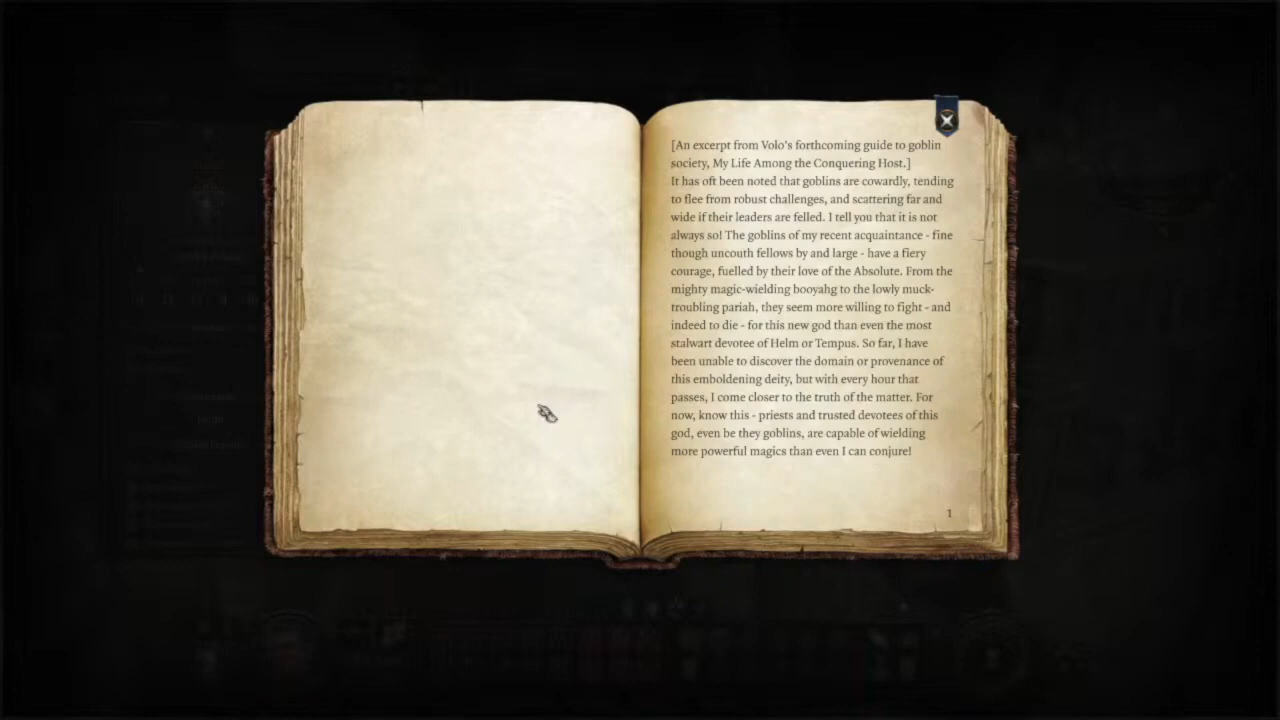 [An excerpt from Volo's forthcoming guide to goblin
society, My Life Among the Conquering Host.]
It has oft been noted that goblins are cowardly, tending
to flee from robust challenges, and scattering far and
wide if their leaders are felled. I tell you that it is not
always so! The goblins of my recent acquaintance - fine
though uncouth fellows by and large - have a fiery
courage, fuelled by their love of the Absolute. From the
mighty magic-wielding booyahg to the lowly muck-
troubling pariah, they seem more willing to fight - and
indeed to die - for this new god than even the most
stalwart devotee of Helm or Tempus. So far, I have
been unable to discover the domain or provenance of
this emboldening deity, but with every hour that
passes, I come closer to the truth of the matter. For
now, know this - priests and trusted devotees of this
god, even be they goblins, are capable of wielding
more powerful magics than even I can conjure!
1